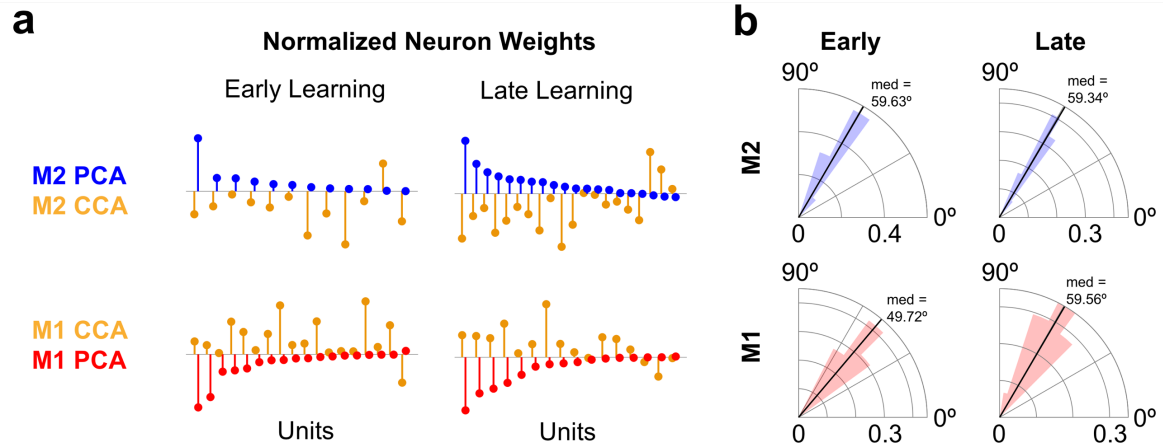 a
Normalized Neuron Weights
Early Learning
Late Learning
M2 PCA
M2 CCA
M1 CCA
M1 PCA
Units
Units
b
Early
Late
M2
90º
med =
59.63º
0º
0
0.4
90º
med =
59.34º
0º
0
0.3
M1
90º
med =
49.72º
0º
0
0.3
90º
med =
59.56º
0º
0
0.3